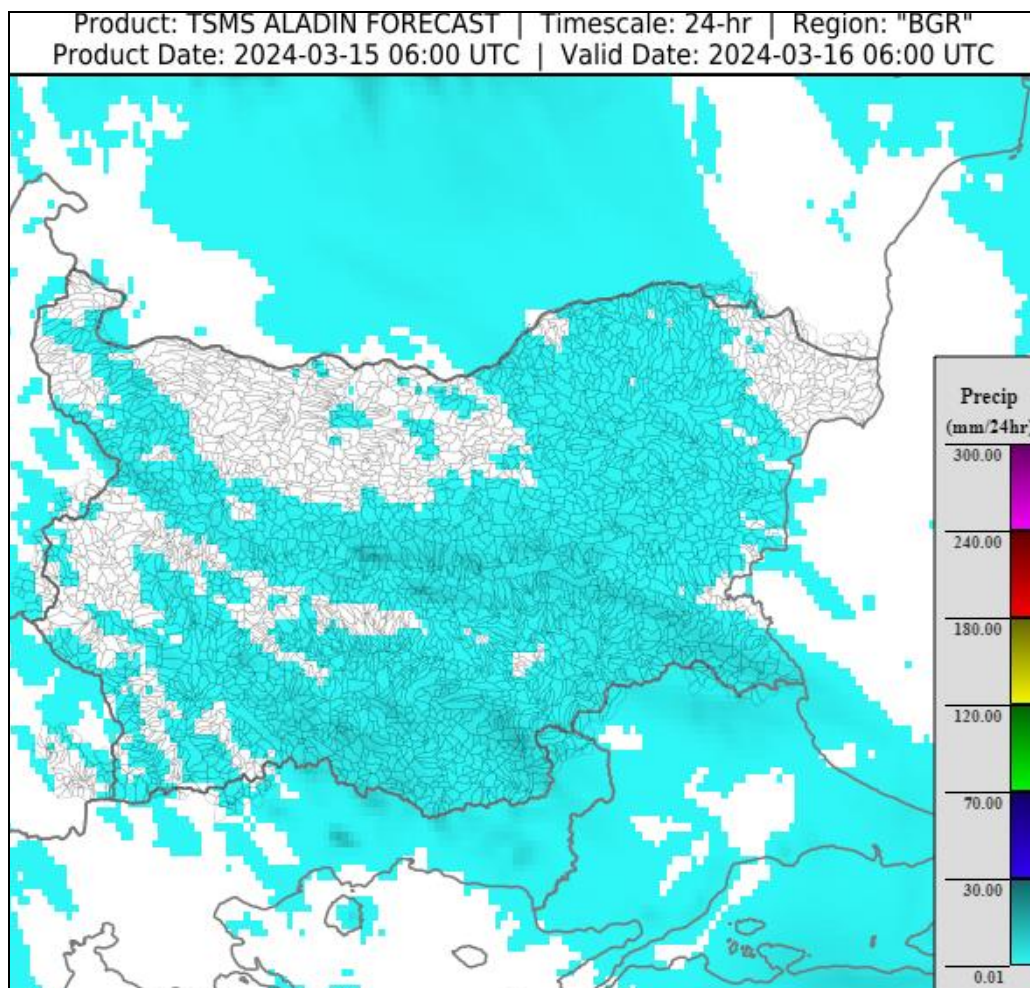 Product: TSMS ALADIN FORECAST | Timescale: 24-hr | Region: "BGR"
Product Date: 2024-03-15 06:00 UTC | Valid Date: 2024-03-16 06:00 UTC
Precip
(mm/24hr)
300.00
240.00
180.00
120.00
70.00
30.00
0.01